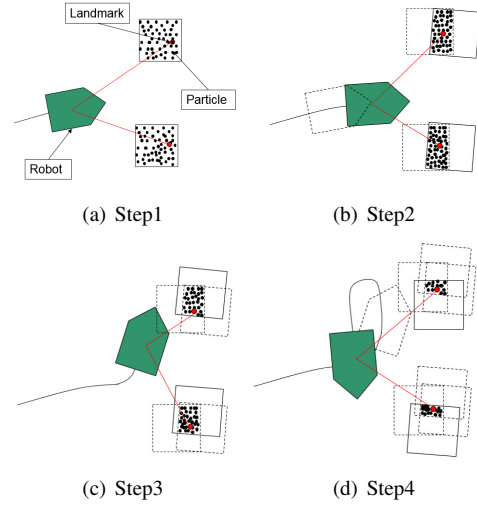 Landmark
Particle
Robot
(a) Step1
(b) Step2
(c) Step3
(d) Step4